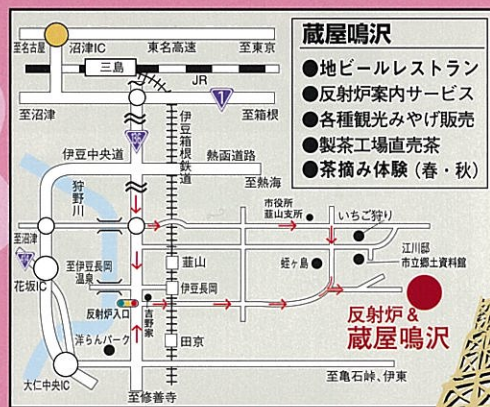 蔵屋鳴沢
●地ビールレストラン
●反射炉案内サービス
●各種観光みやげ販売
●製茶工場直売茶
●茶摘み体験（春・秋）
至名古屋
沼津IC
東名高速
至東京
三島
JR
至沼津
1
至箱根
136
伊豆中央道
伊豆箱根鉄道
熱函道路
至熱海
狩野川
市役所
韮山支所
いちご狩り
至沼津
江川邸
市立郷土資料館
至伊豆長岡
温泉
韮山
蛭ヶ島
花坂IC
伊豆長岡
反射炉入口
吉野家
反射炉&
蔵屋鳴沢
洋らんパーク
田京
大仁中央IC
至亀石峠、伊東
至修善寺